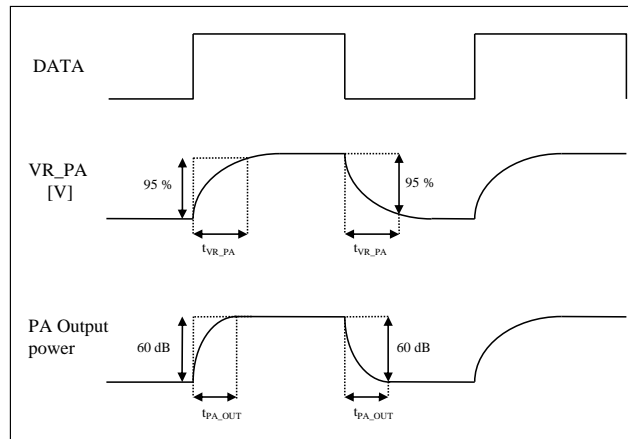 DATA
VR_PA
[V]
95 %
95 %
tVR_PA
tVR_PA
PA Output
power
60 dB
60 dB
tPA_OUT
tPA_OUT